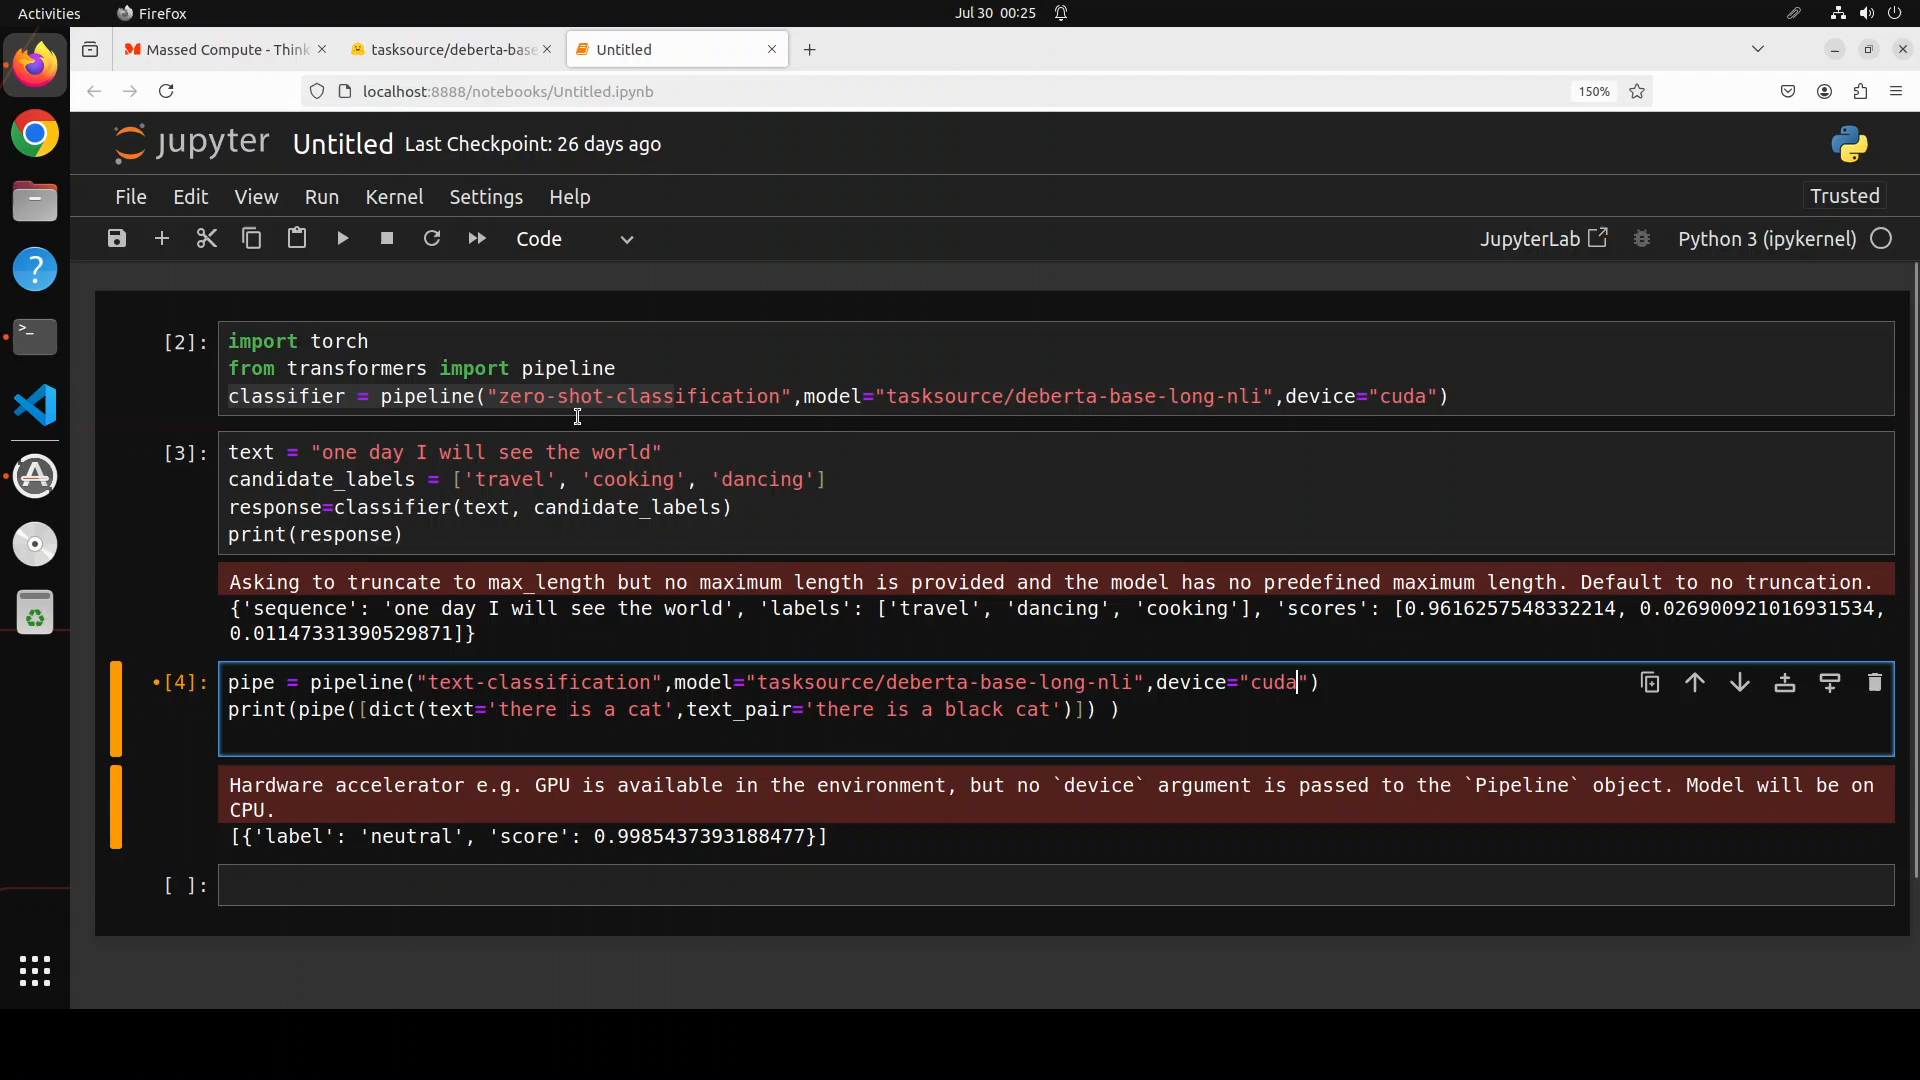 Activities Firefox Jul 30 00:25
Massed Compute - Think tasksource/deberta-base Untitled
localhost:8888/notebooks/Untitled.ipynb 150%
jupyter Untitled Last Checkpoint: 26 days ago
File Edit View Run Kernel Settings Help Trusted
Code JupyterLab Python 3 (ipykernel)
[2]: import torch
from transformers import pipeline
classifier = pipeline("zero-shot-classification",model="tasksource/deberta-base-long-nli",device="cuda")
[3]: text = "one day I will see the world"
candidate_labels = ['travel', 'cooking', 'dancing']
response=classifier(text, candidate_labels)
print(response)
Asking to truncate to max_length but no maximum length is provided and the model has no predefined maximum length. Default to no truncation.
{'sequence': 'one day I will see the world', 'labels': ['travel', 'dancing', 'cooking'], 'scores': [0.9616257548332214, 0.026900921016931534,
0.01147331390529871]}
•[4]: pipe = pipeline("text-classification",model="tasksource/deberta-base-long-nli",device="cuda")
print(pipe([dict(text='there is a cat',text_pair='there is a black cat')]) )
Hardware accelerator e.g. GPU is available in the environment, but no `device` argument is passed to the `Pipeline` object. Model will be on
CPU.
[{'label': 'neutral', 'score': 0.9985437393188477}]
[ ]: